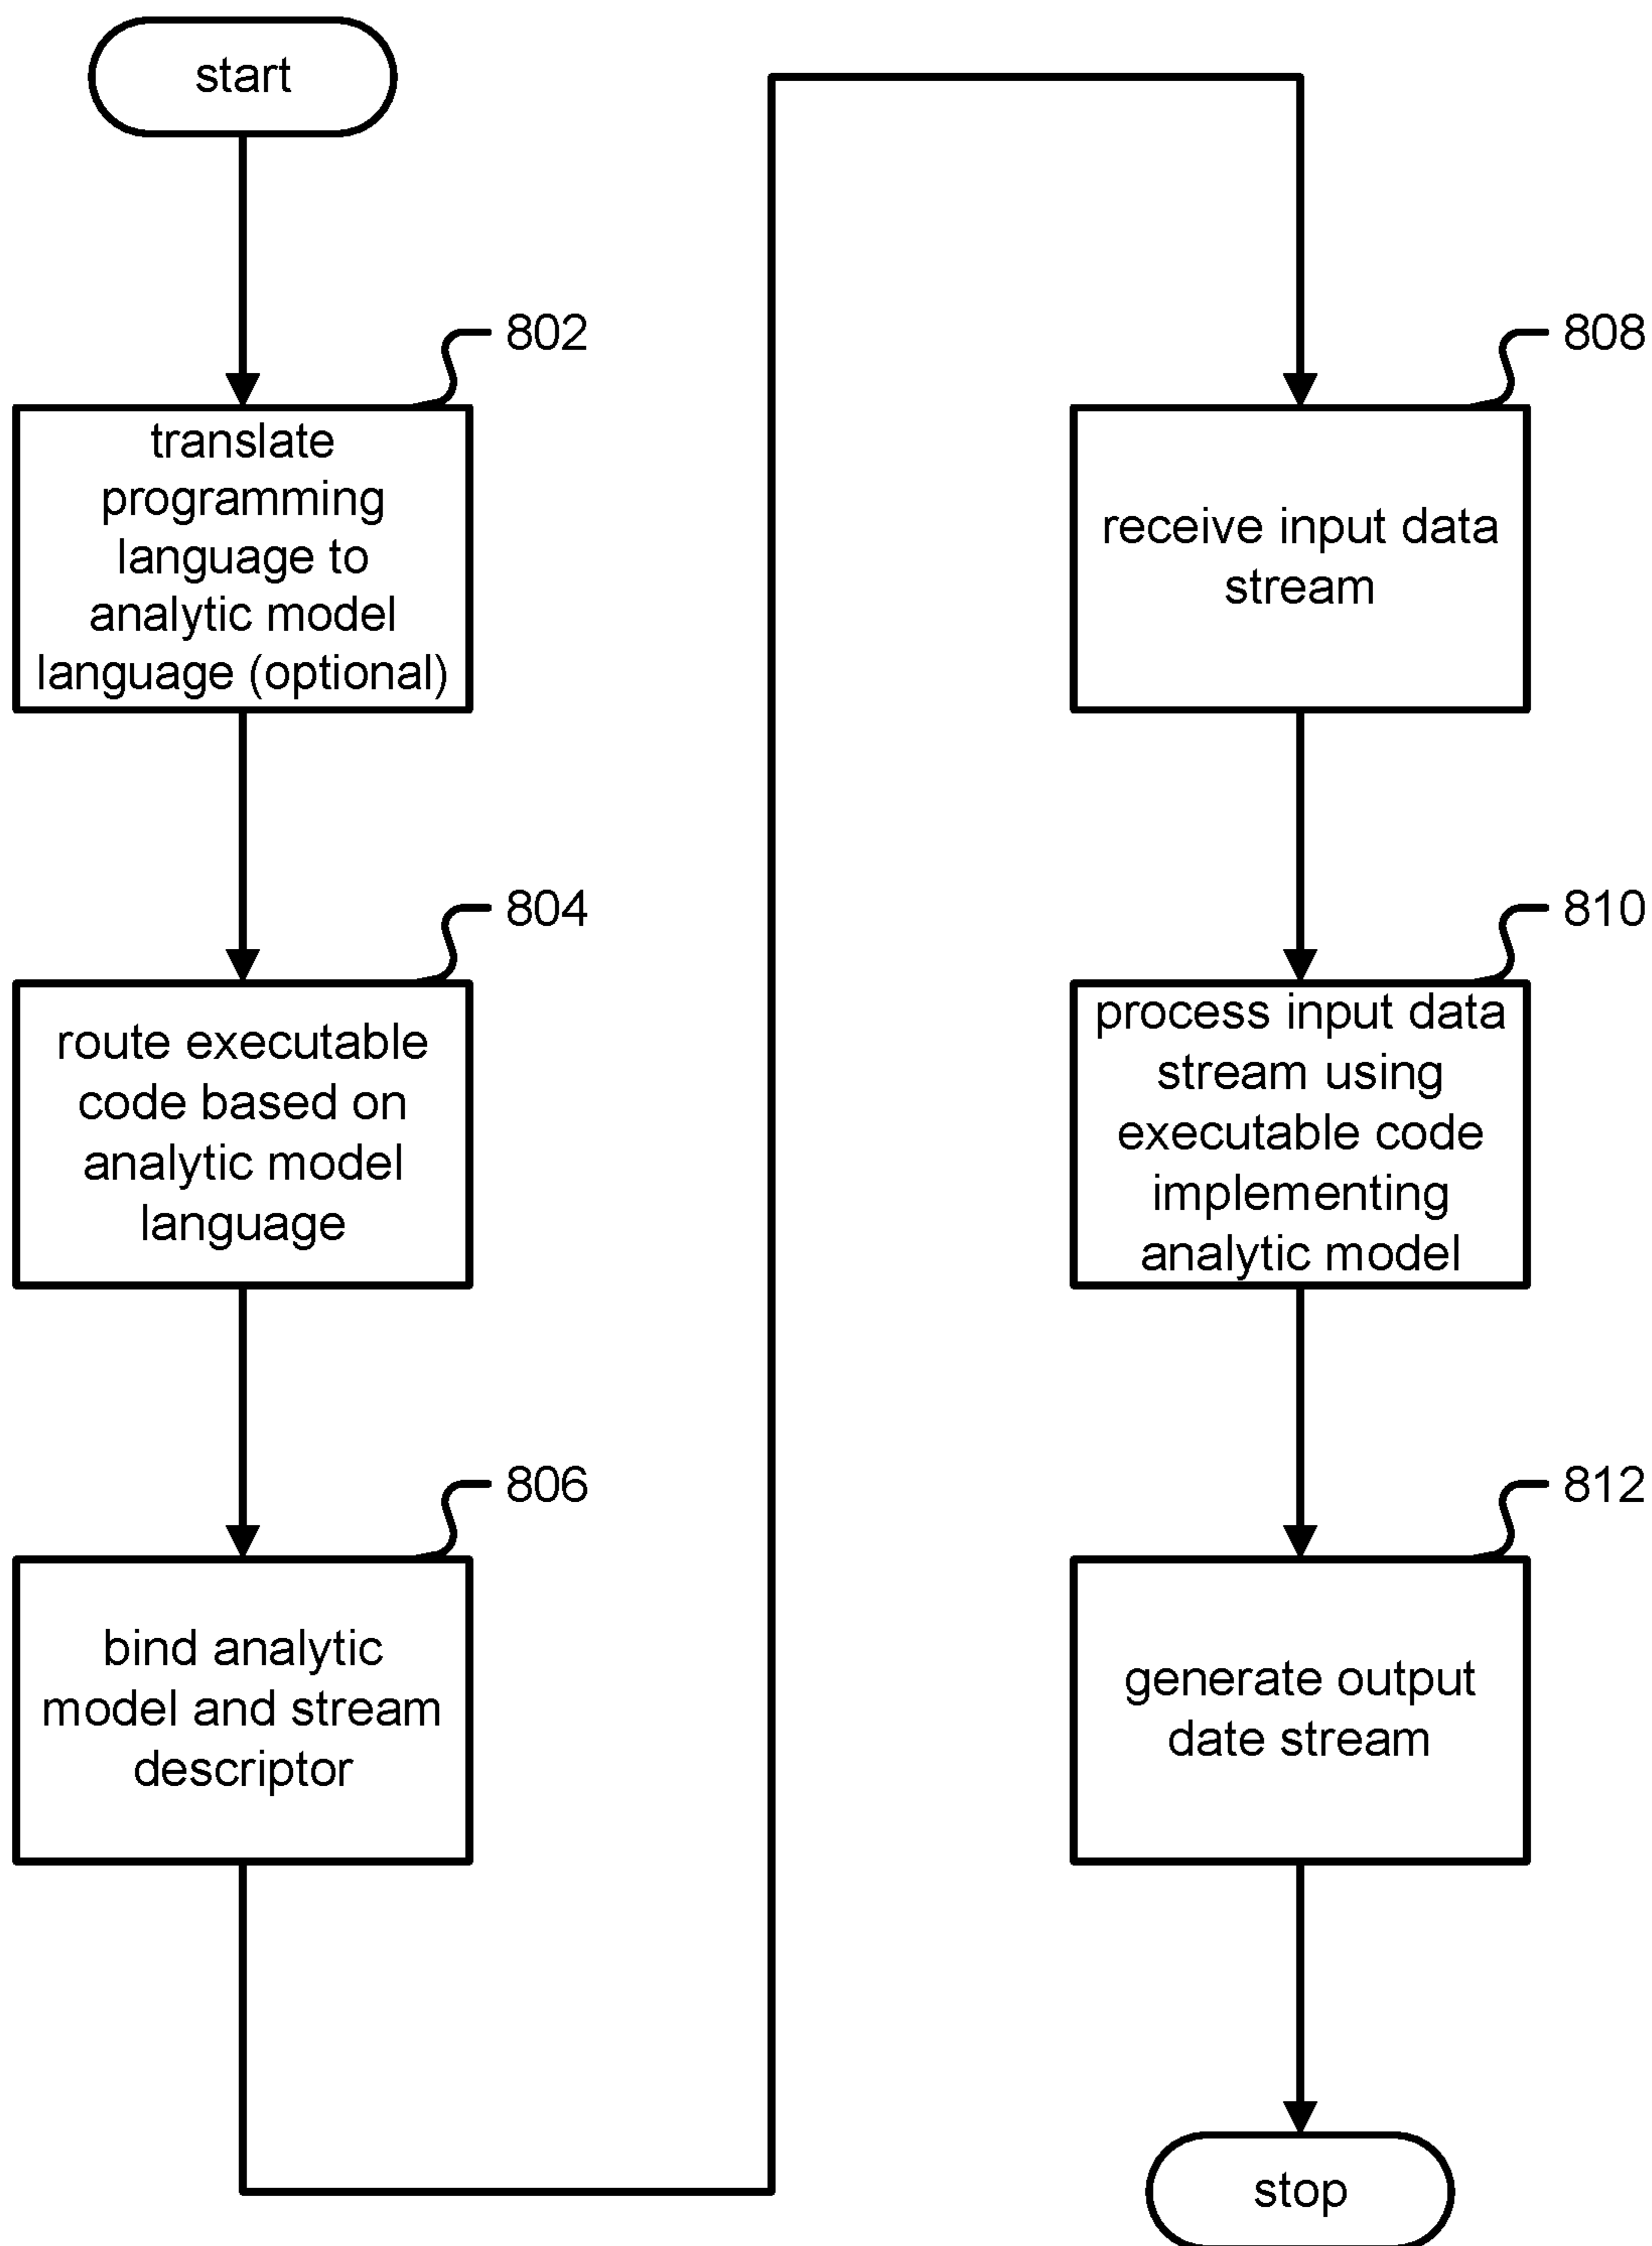 start
802
translate
programming
language to
analytic model
language (optional)
804
route executable
code based on
analytic model
language
806
bind analytic
model and stream
descriptor
808
receive input data
stream
810
process input data
stream using
executable code
implementing
analytic model
812
generate output
date stream
stop